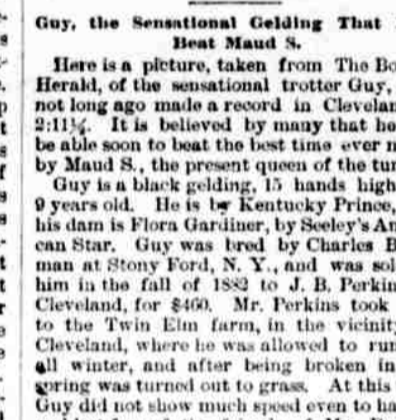 Guy, the Sensational Gelding That
Beat Maud S.
Here is a picture, taken from The Bo
Herald, of the sensational trotter Guy,
not long ago made a record in Clevelan
2:11¼. It is believed by many that he
be able soon to beat the best time ever m
by Maud S., the present queen of the tur
Guy is a black gelding, 15 hands high
9 years old. He is by Kentucky Prince,
his dam is Flora Gardiner, by Seeley's Am
can Star. Guy was bred by Charles B
man at Stony Ford, N. Y., and was sol
him in the fall of 1882 to J. B. Perkin
Cleveland, for $460. Mr. Perkins took
to the Twin Elm farm, in the vicinity
Cleveland, where he was allowed to run
all winter, and after being broken in
spring was turned out to grass. At this
Guy did not show much speed even to ha